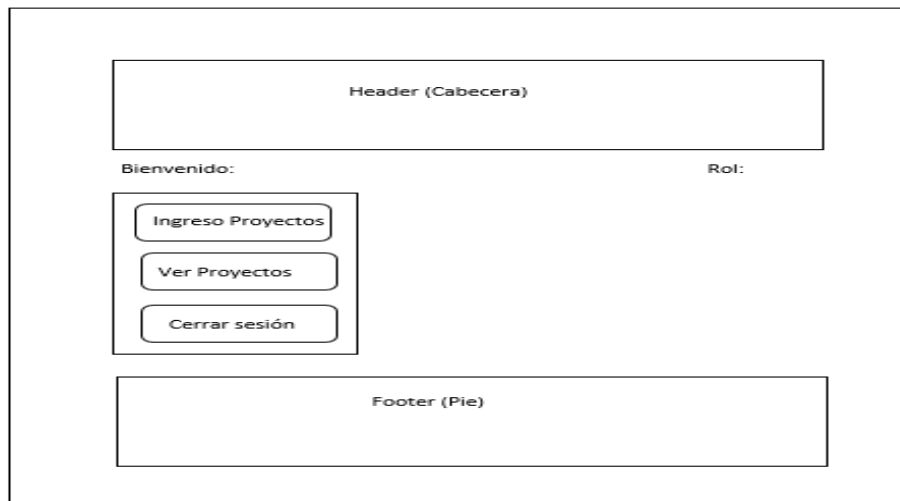 Header (Cabecera)
Bienvenido: Rol:
Ingreso Proyectos
Ver Proyectos
Cerrar sesión
Footer (Pie)